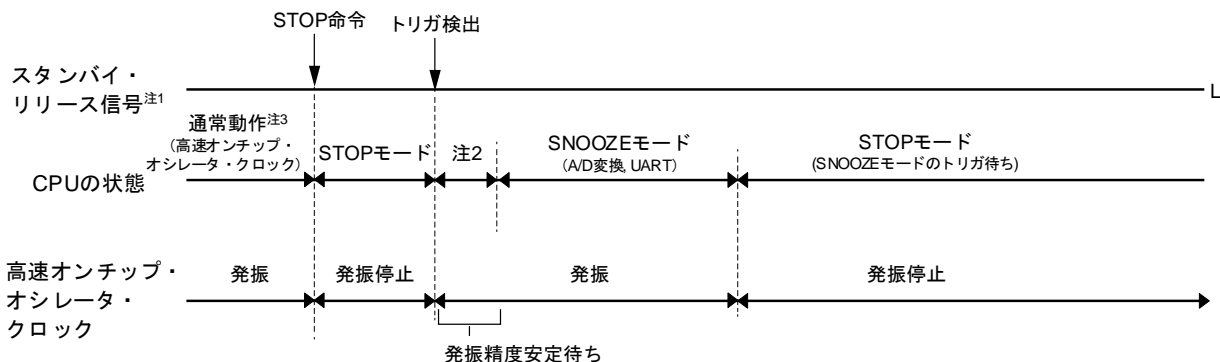 STOP命令
トリガ検出
スタンバイ・
リリース信号注1
L
通常動作注3
(高速オンチップ・
オシレータ・クロック)
STOPモード
注2
SNOOZEモード
(A/D変換, UART)
STOPモード
(SNOOZEモードのトリガ待ち)
CPUの状態
高速オンチップ・
オシレータ・
クロック
発振
発振停止
発振
発振停止
発振精度安定待ち